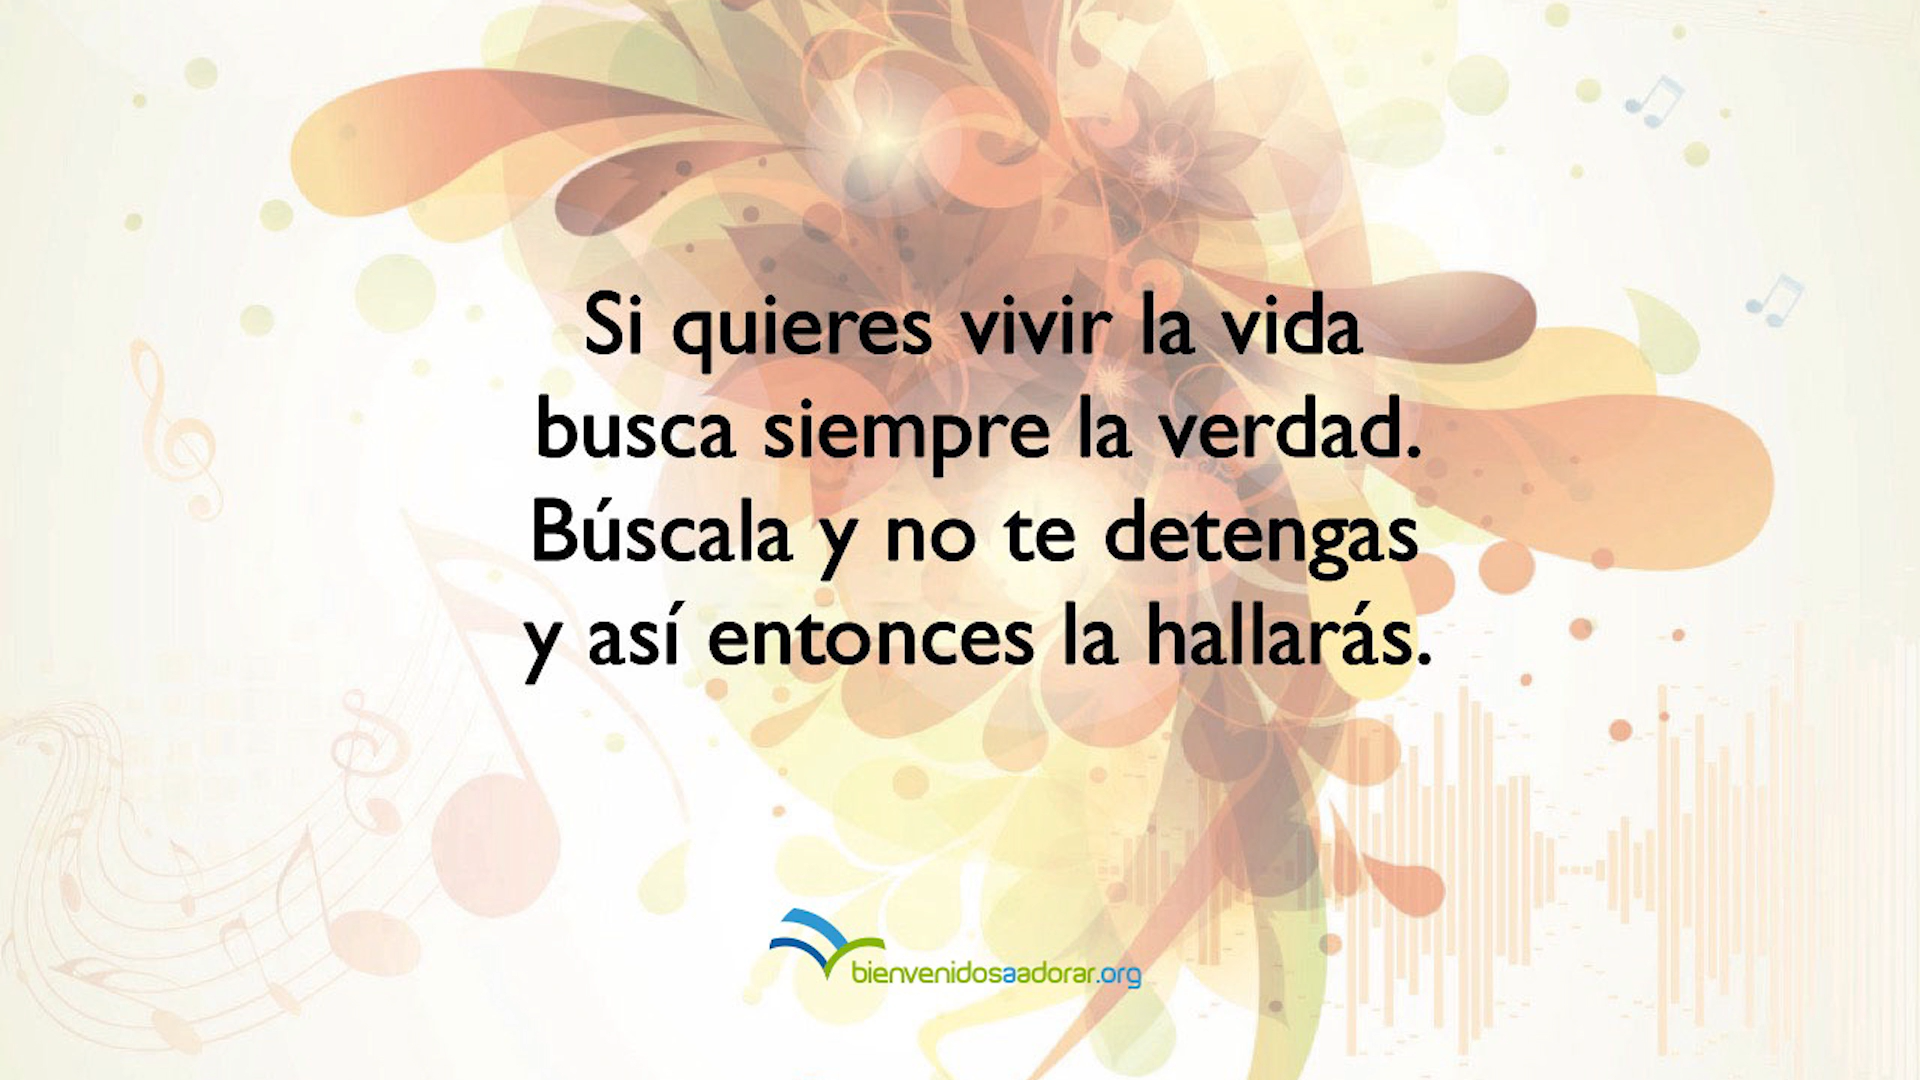 Si quieres vivir la vida
busca siempre la verdad.
Búscala y no te detengas
y así entonces la hallarás.
bienvenidosaadorar.org